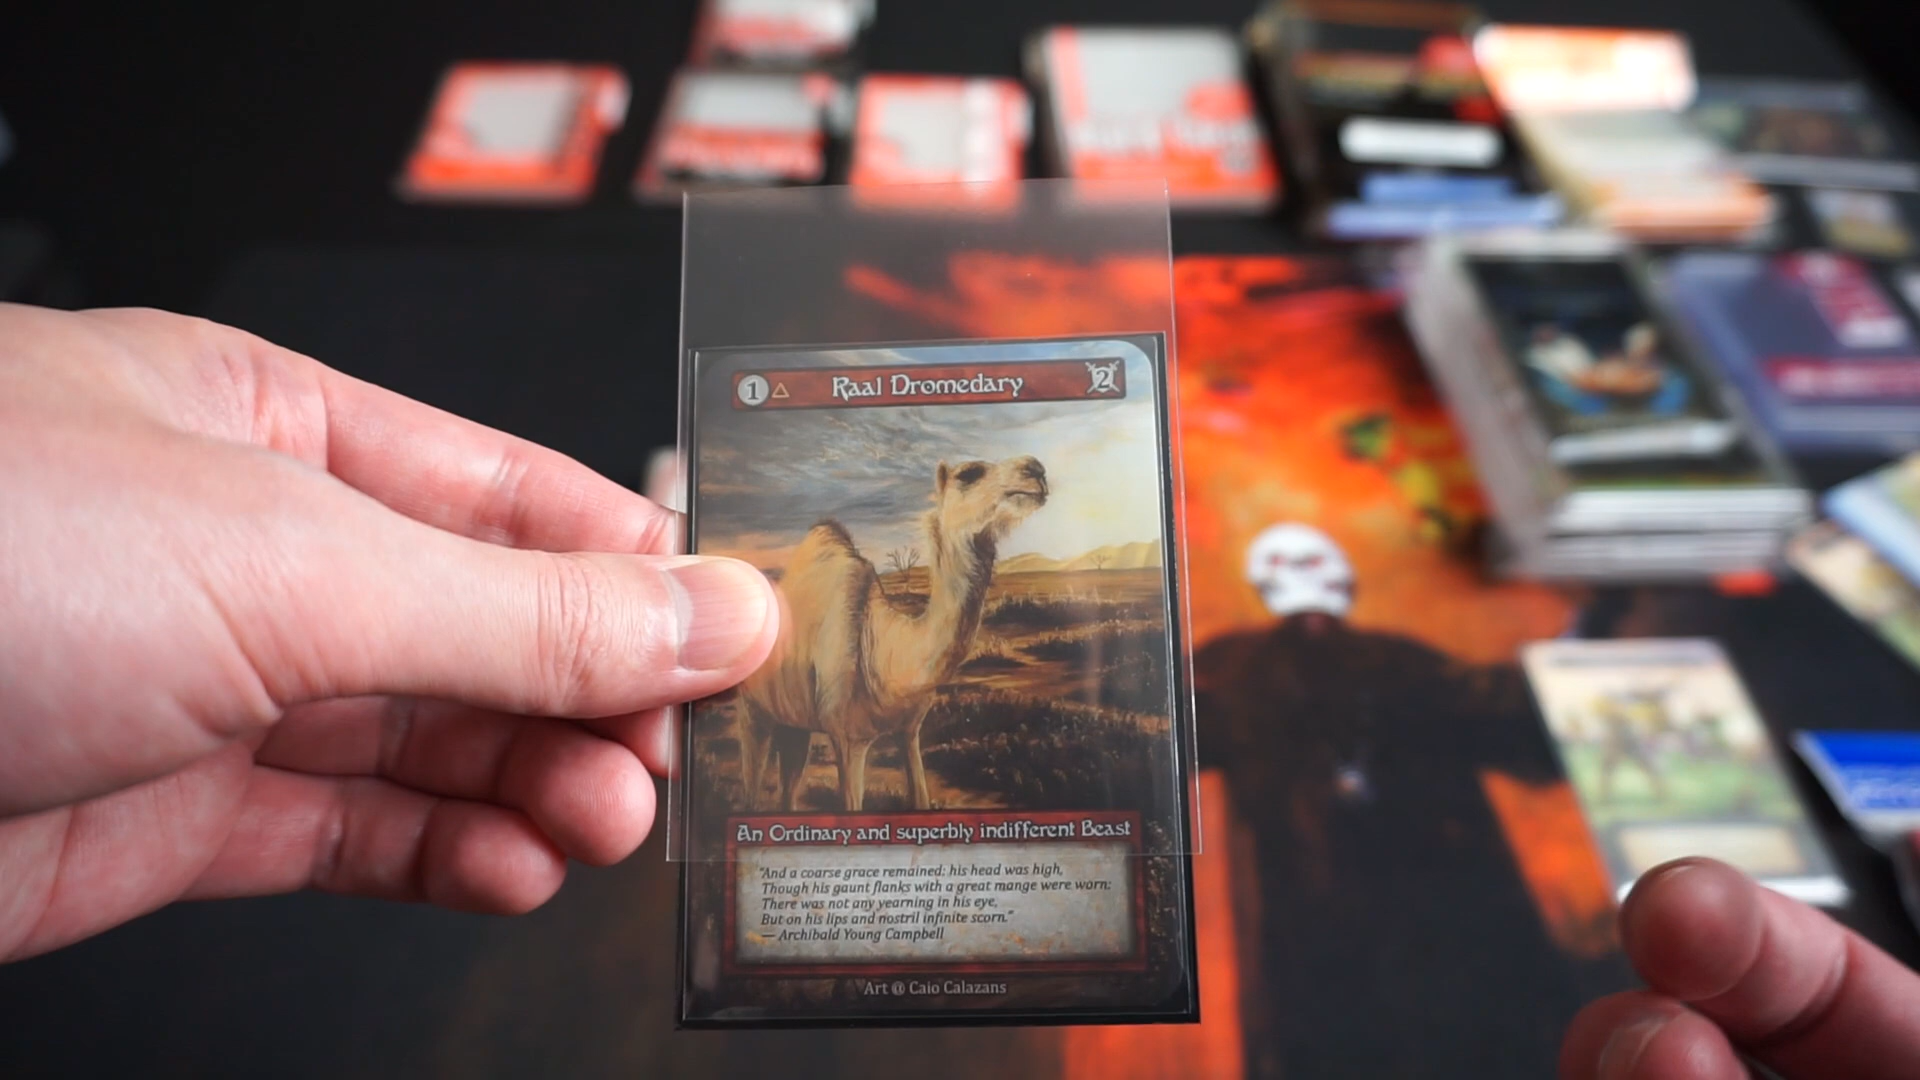 1 Raal Dromedary 2
An Ordinary and superbly indifferent Beast
"And a coarse grace remained: his head was high,
Though his gaunt flanks with a great mange were worn:
There was not any yearning in his eye,
But on his lips and nostril infinite scorn."
— Archibald Young Campbell
Art @ Caio Calazans